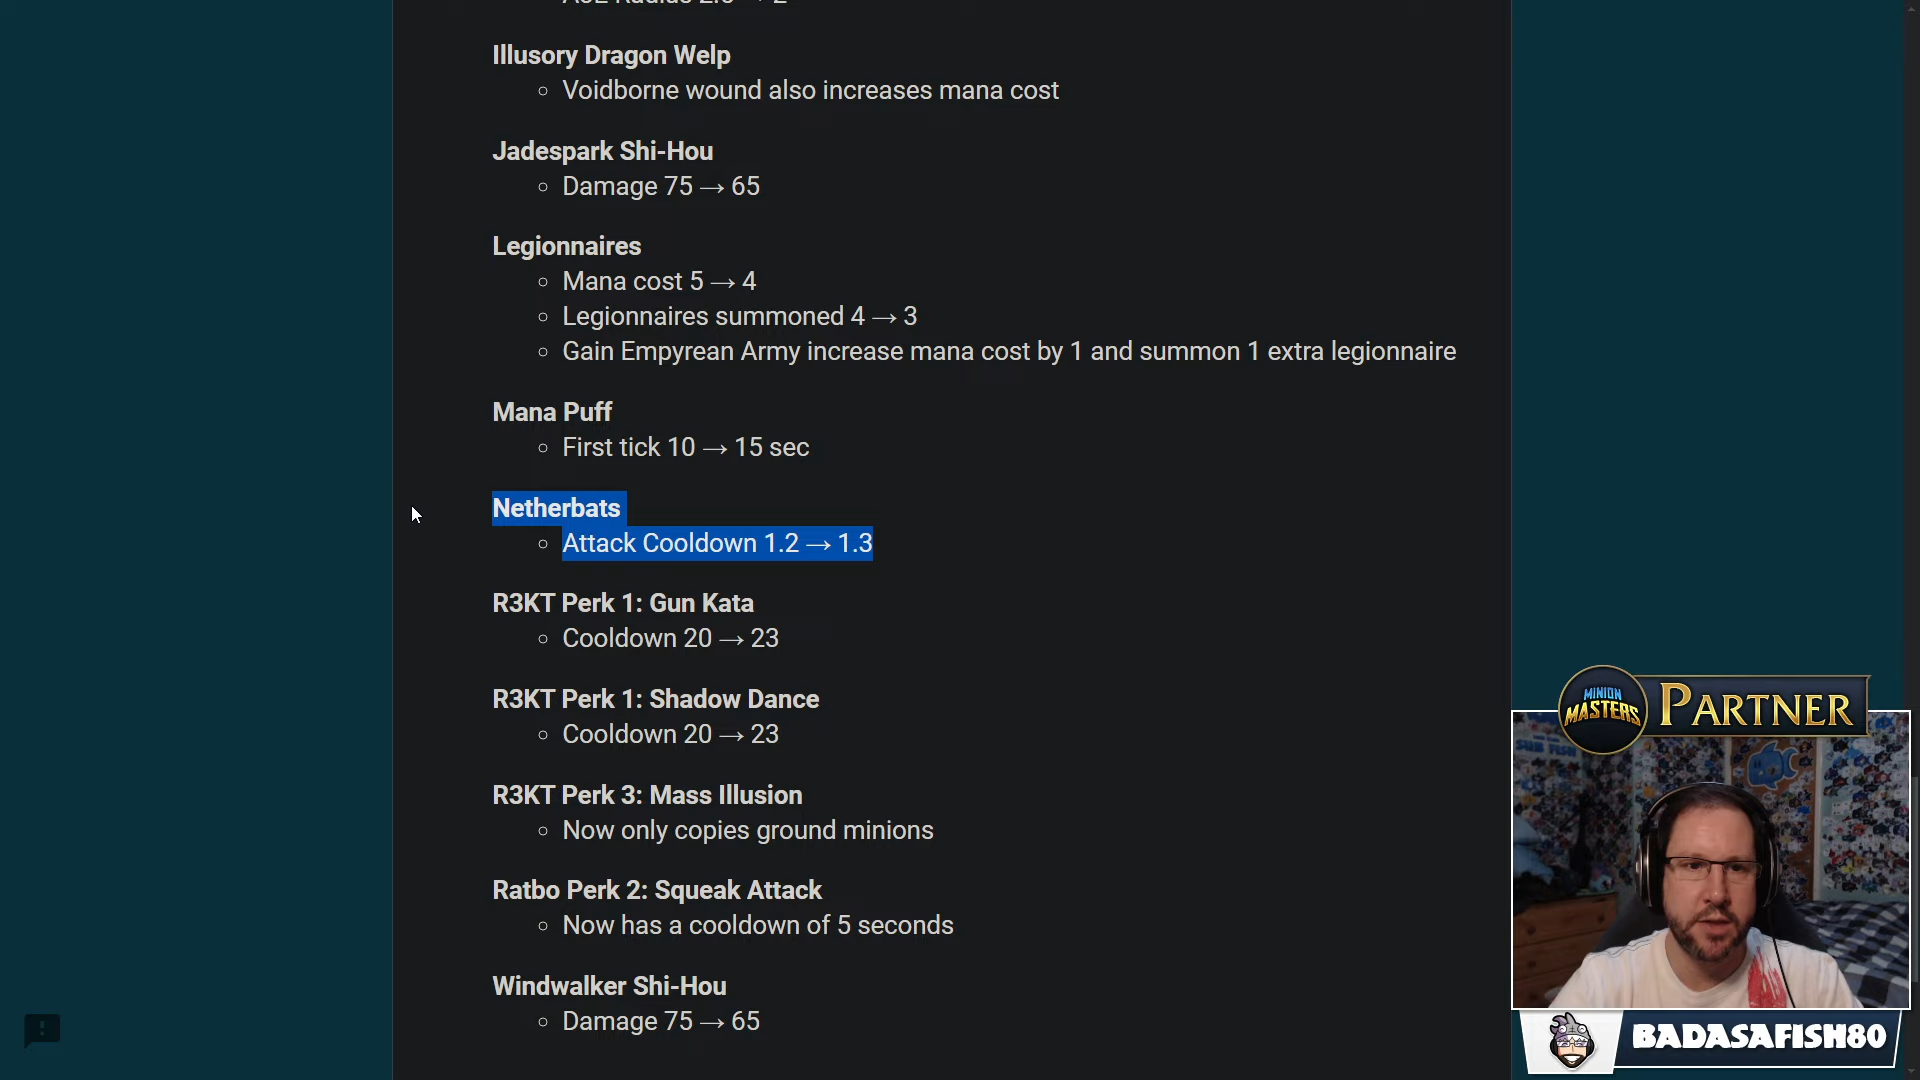 Illusory Dragon Welp
Voidborne wound also increases mana cost
Jadespark Shi-Hou
Damage 75 → 65
Legionnaires
Mana cost 5 → 4
Legionnaires summoned 4 → 3
Gain Empyrean Army increase mana cost by 1 and summon 1 extra legionnaire
Mana Puff
First tick 10 → 15 sec
Netherbats
Attack Cooldown 1.2 → 1.3
R3KT Perk 1: Gun Kata
Cooldown 20 → 23
R3KT Perk 1: Shadow Dance
Cooldown 20 → 23
R3KT Perk 3: Mass Illusion
Now only copies ground minions
Ratbo Perk 2: Squeak Attack
Now has a cooldown of 5 seconds
Windwalker Shi-Hou
Damage 75 → 65
MINION MASTERS
PARTNER
SUB FISH
BADASAFISH80